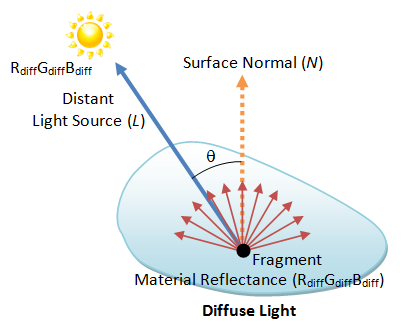 RdiffGdiffBdiff
Surface Normal (N)
Distant
Light Source (L)
θ
Fragment
Material Reflectance (RdiffGdiffBdiff)
Diffuse Light